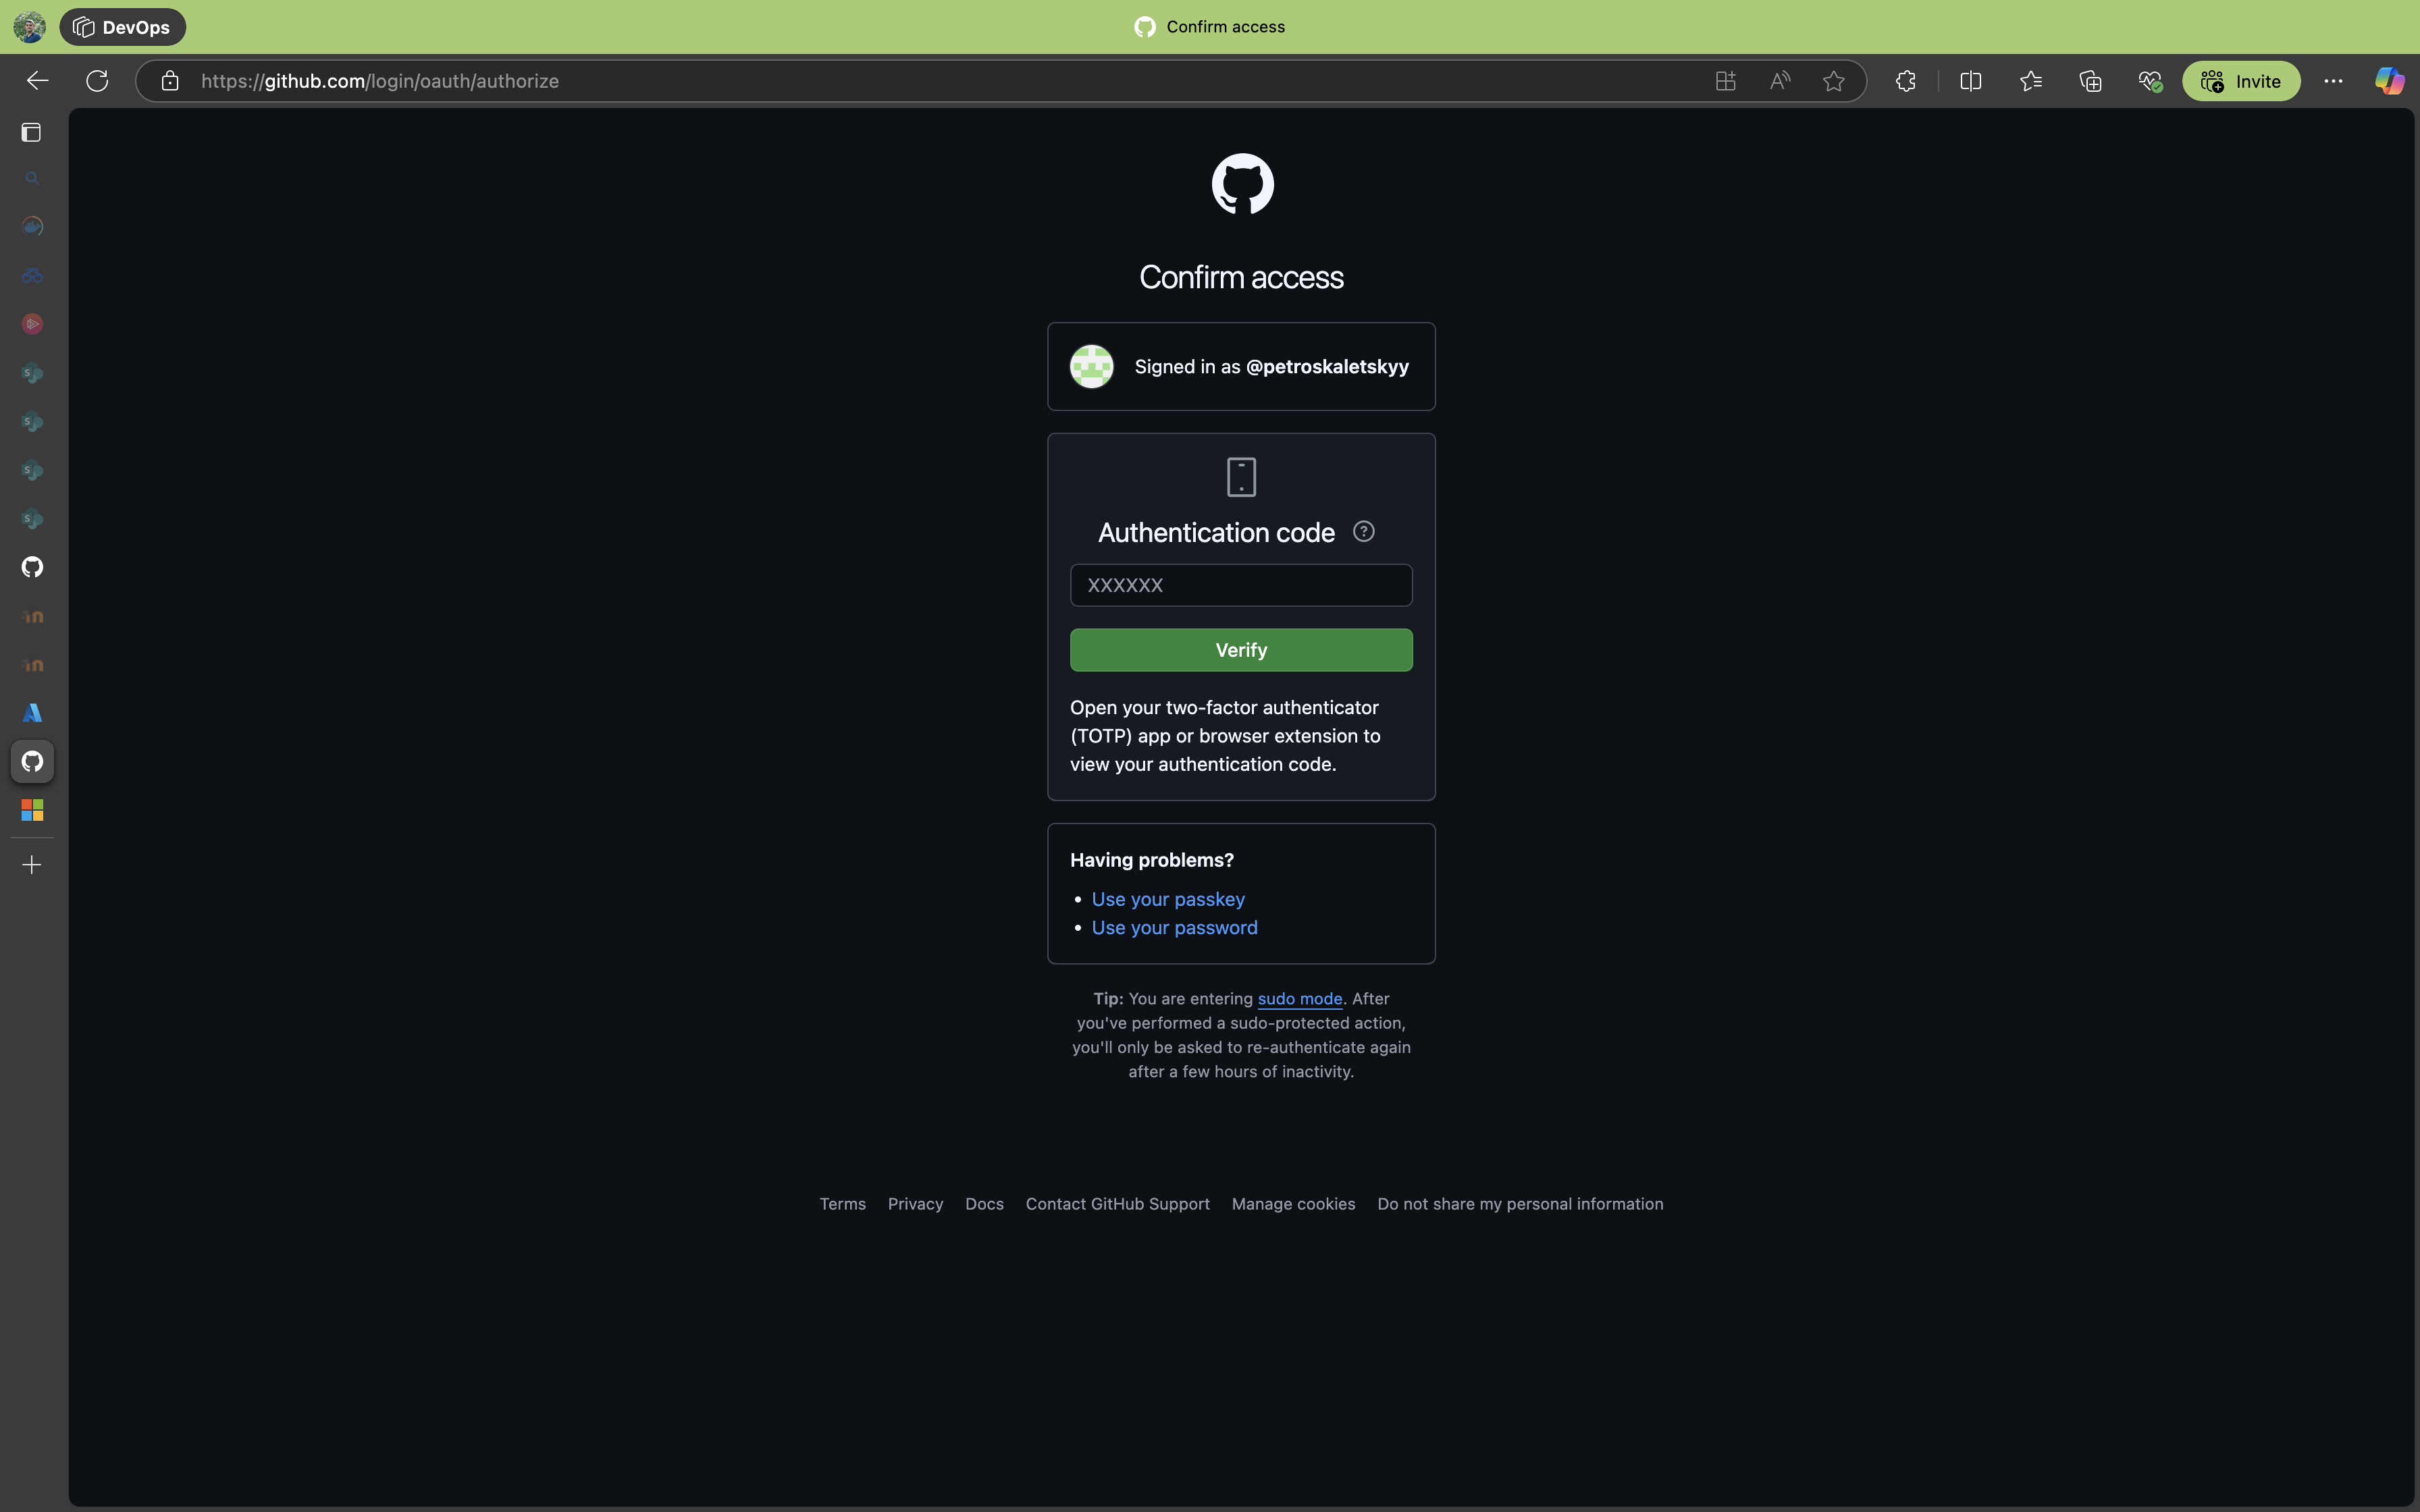 DevOps
Confirm access
https://github.com/login/oauth/authorize
Invite
Confirm access
Signed in as @petroskaletskyy
Authentication code
XXXXXX
Verify
Open your two-factor authenticator
(TOTP) app or browser extension to
view your authentication code.
Having problems?
Use your passkey
Use your password
Tip: You are entering sudo mode. After
you've performed a sudo-protected action,
you'll only be asked to re-authenticate again
after a few hours of inactivity.
Terms Privacy Docs Contact GitHub Support Manage cookies Do not share my personal information